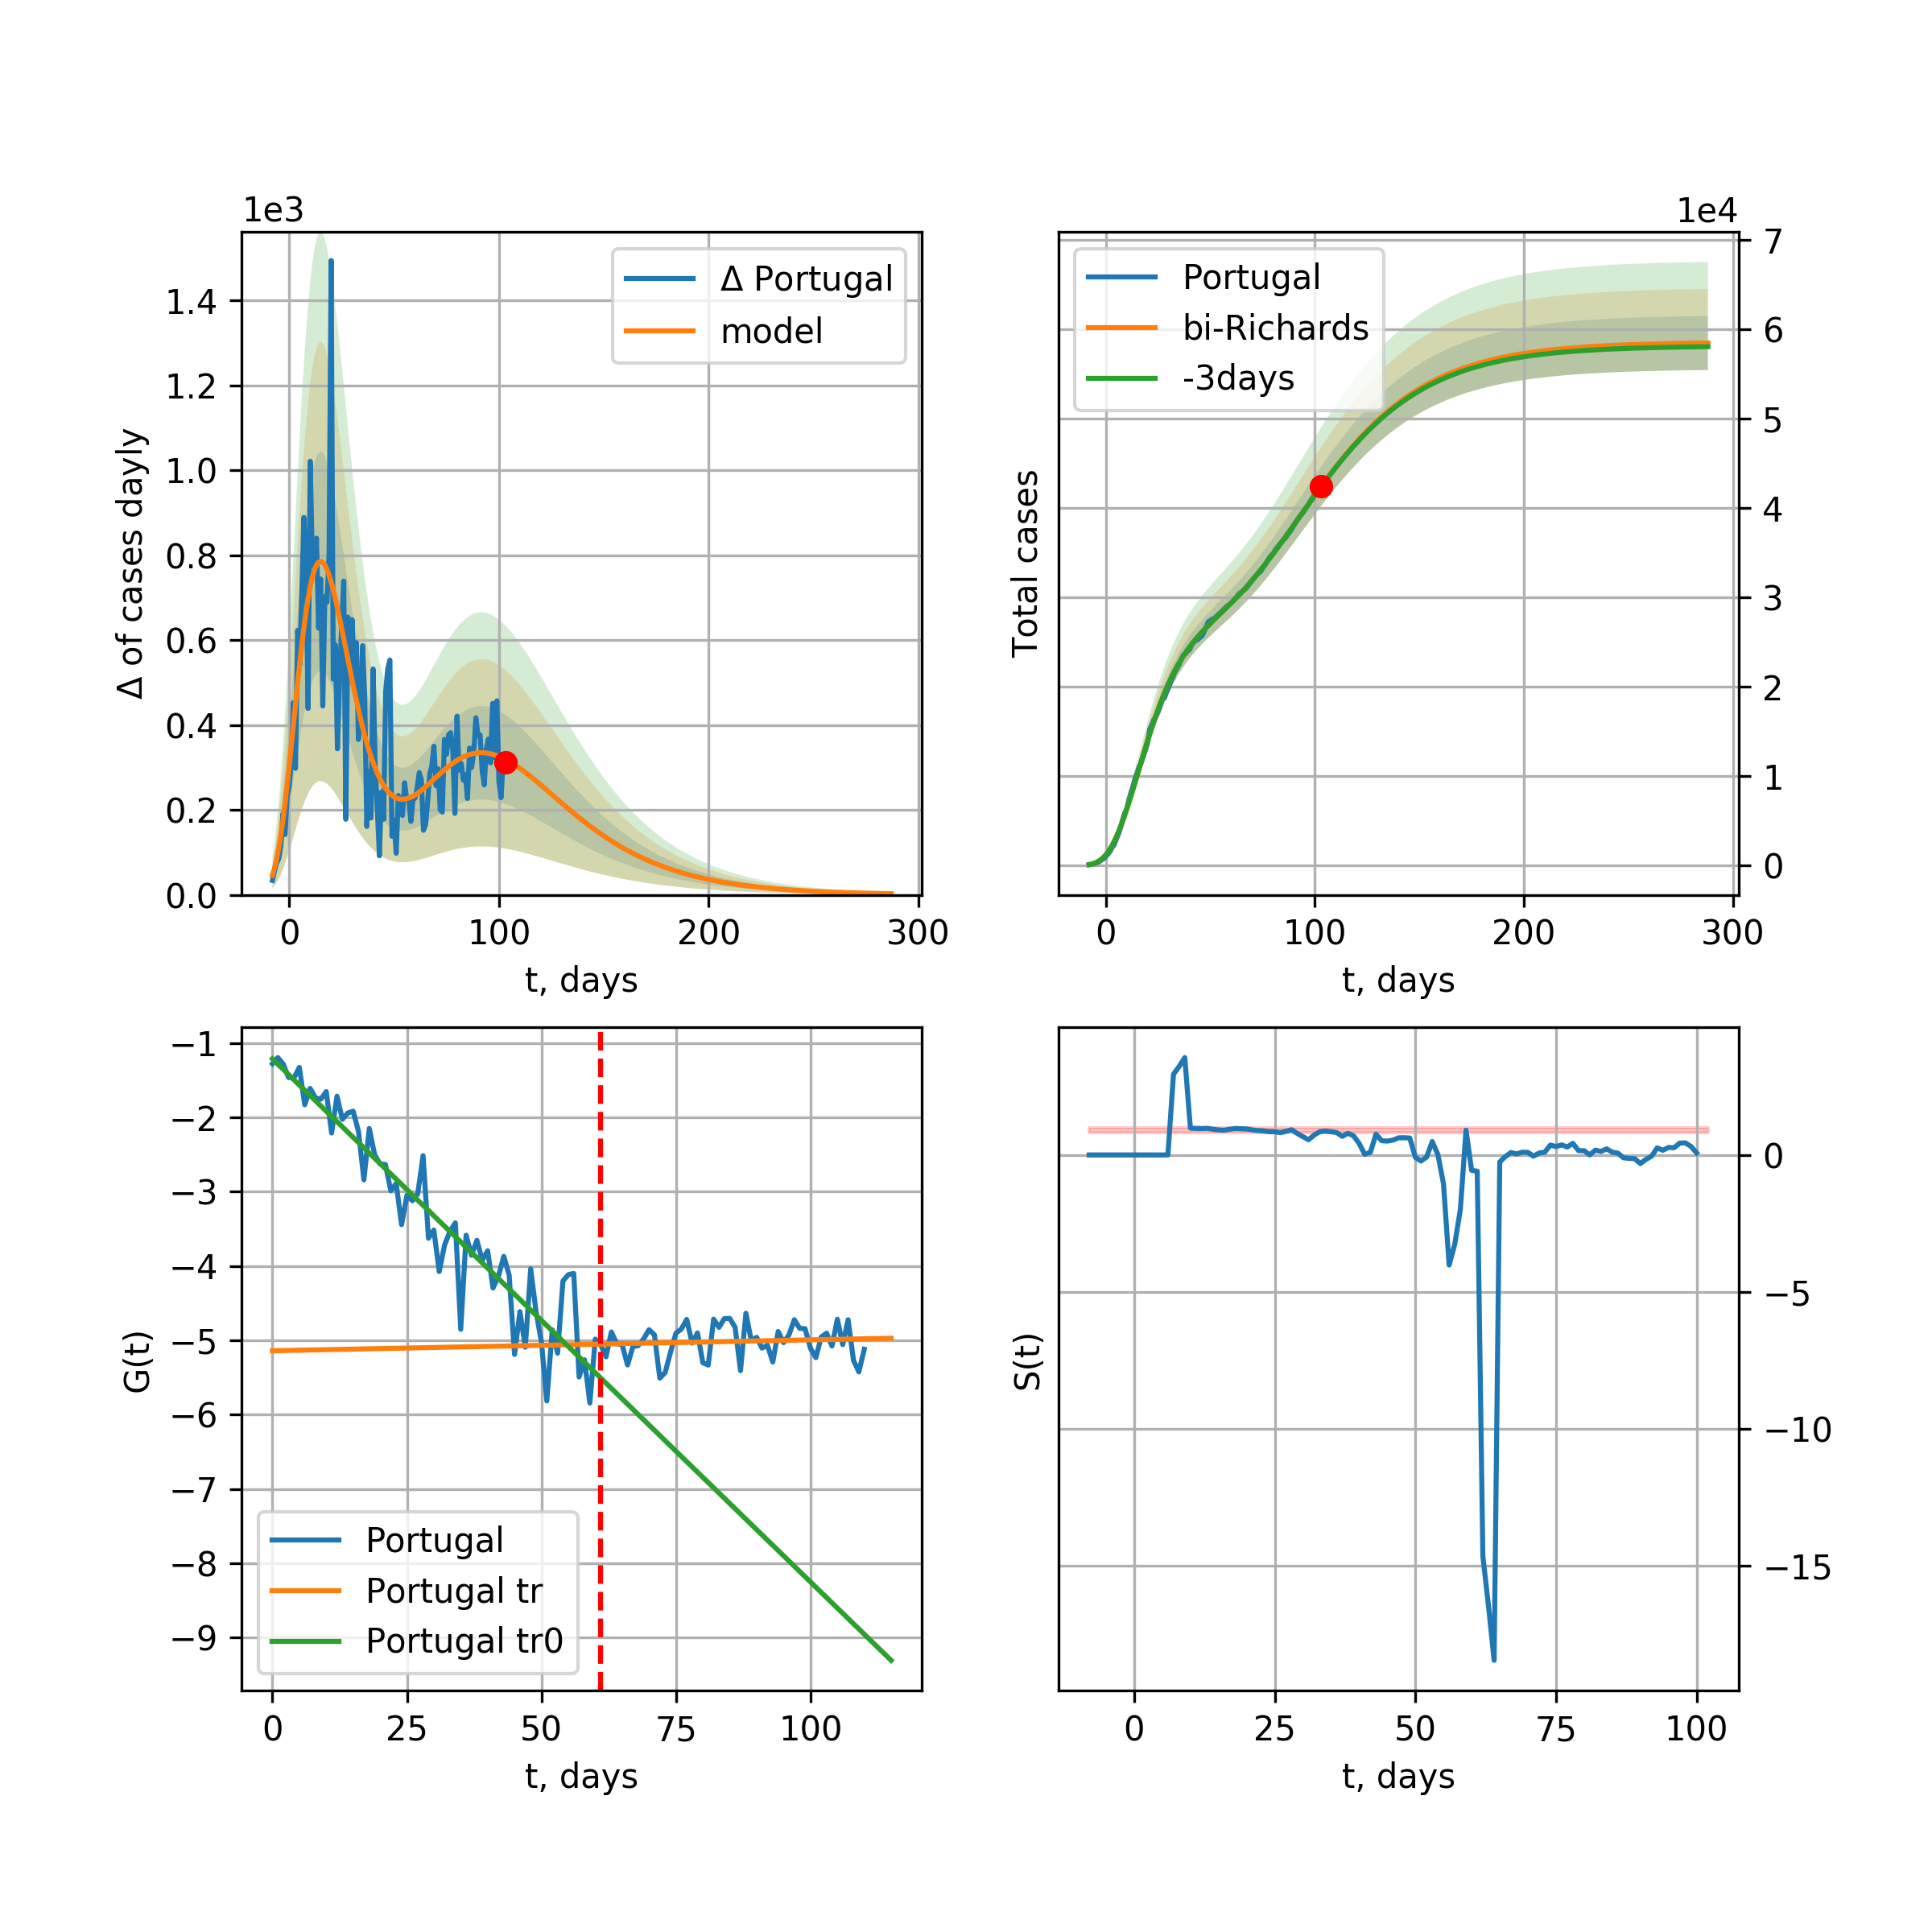 1e3
Δ of cases dayly
1.4
1.2
1.0
0.8
0.6
0.4
0.2
0.0
0 100 200 300
t, days
Δ Portugal
model
1e4
Total cases
7
6
5
4
3
2
1
0
0 100 200 300
t, days
Portugal
bi-Richards
-3days
G(t)
−1
−2
−3
−4
−5
−6
−7
−8
−9
0 25 50 75 100
t, days
Portugal
Portugal tr
Portugal tr0
S(t)
0
−5
−10
−15
0 25 50 75 100
t, days